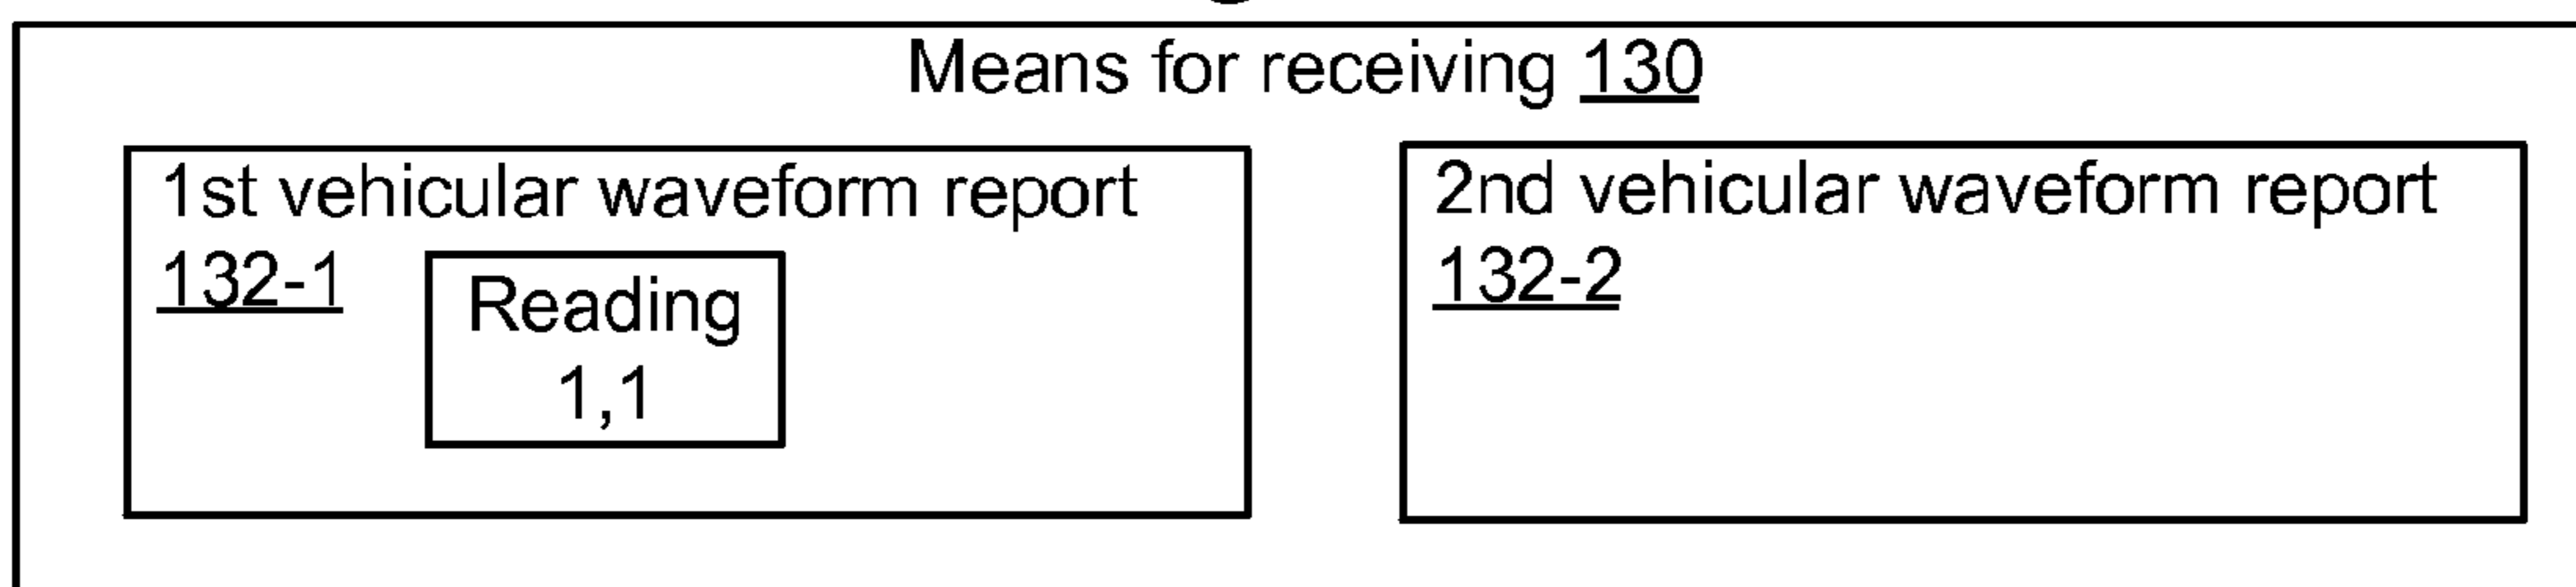 Means for receiving 130
1st vehicular waveform report
132-1
Reading
1,1
2nd vehicular waveform report
132-2